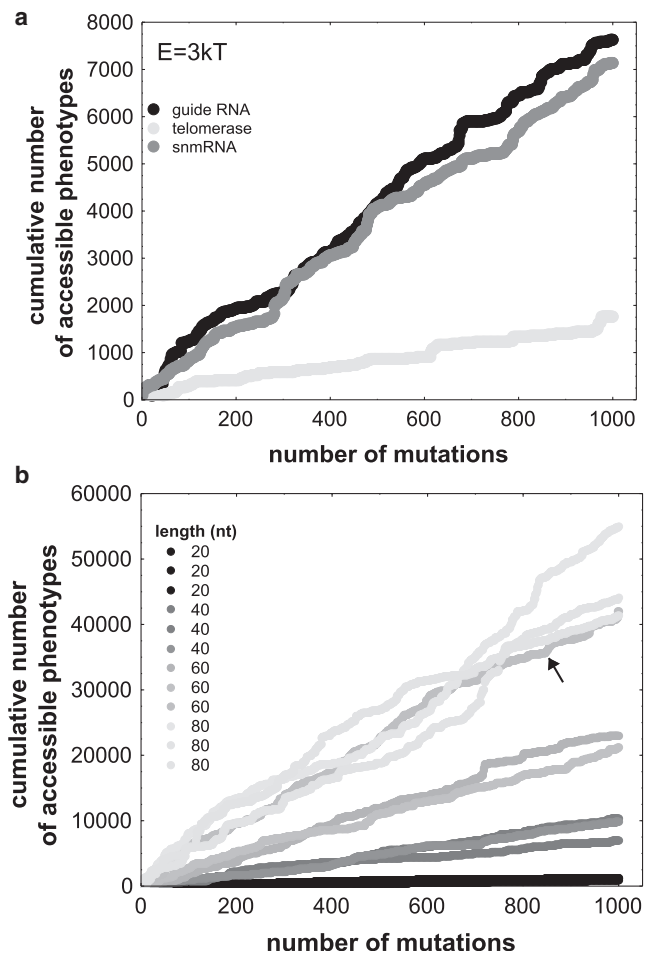 a
8000
7000
6000
5000
4000
3000
2000
1000
0
cumulative number
of accessible phenotypes
E=3kT
guide RNA
telomerase
snmRNA
0 200 400 600 800 1000
number of mutations
b
60000
50000
40000
30000
20000
10000
0
cumulative number
of accessible phenotypes
length (nt)
20
20
20
40
40
40
60
60
60
80
80
80
0 200 400 600 800 1000
number of mutations